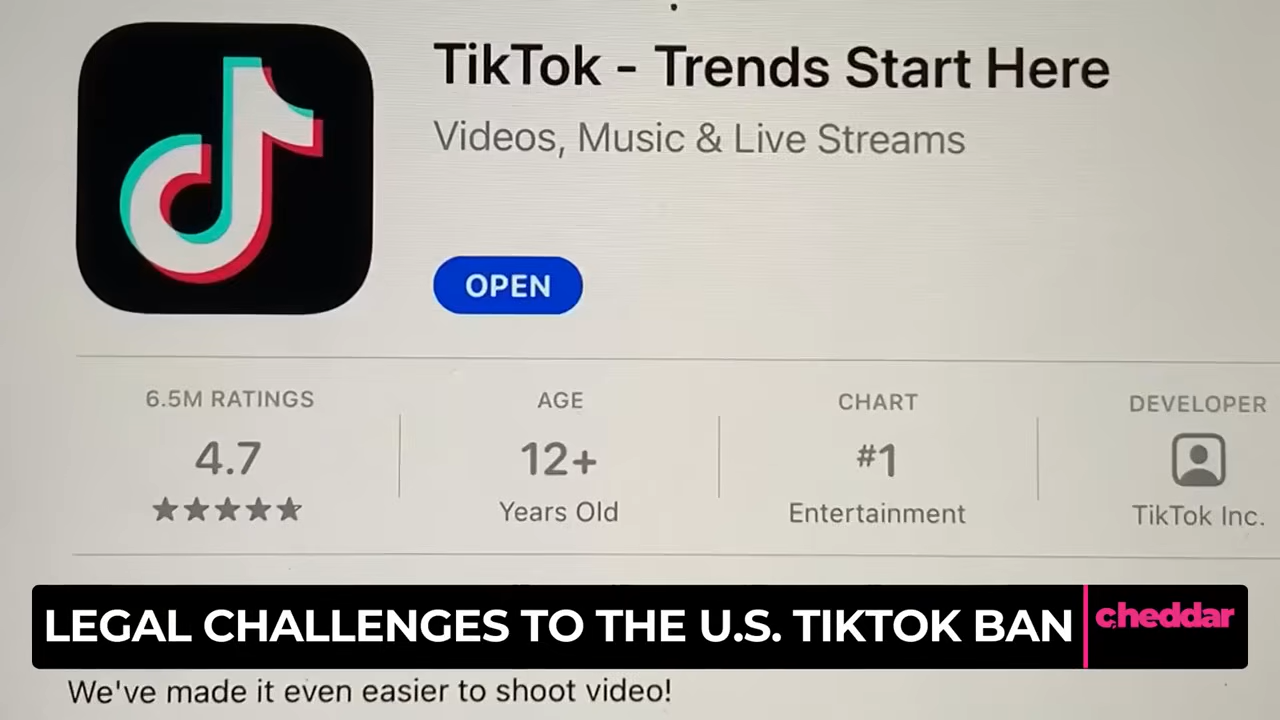 TikTok - Trends Start Here
Videos, Music & Live Streams
OPEN
6.5M RATINGS
4.7
AGE
12+
Years Old
CHART
#1
Entertainment
DEVELOPER
TikTok Inc.
LEGAL CHALLENGES TO THE U.S. TIKTOK BAN
cheddar
We've made it even easier to shoot video!